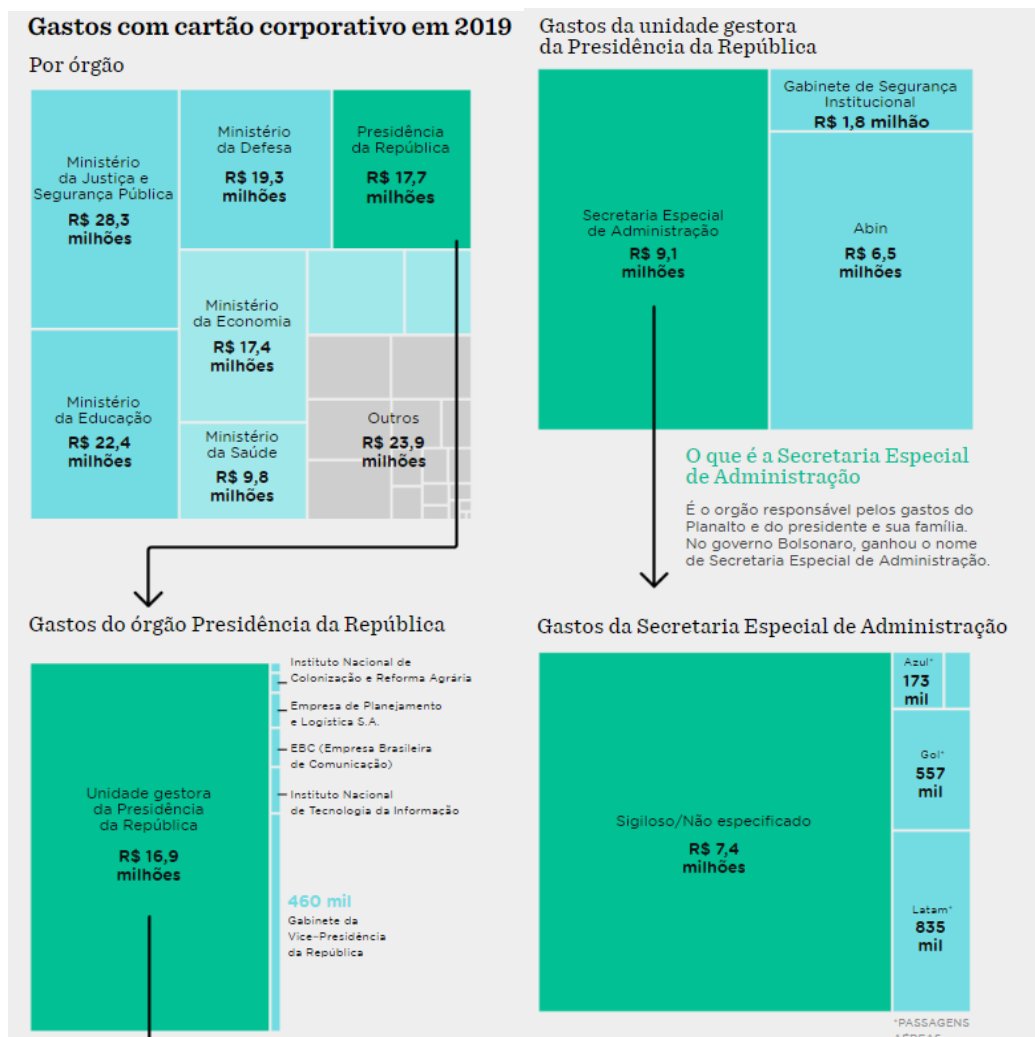 Gastos com cartão corporativo em 2019
Por órgão
Ministério
da Justiça e
Segurança Pública
R$ 28,3
milhões
Ministério
da Defesa
R$ 19,3
milhões
Presidência
da República
R$ 17,7
milhões
Ministério
da Educação
R$ 22,4
milhões
Ministério
da Economia
R$ 17,4
milhões
Ministério
da Saúde
R$ 9,8
milhões
Outros
R$ 23,9
milhões
Gastos da unidade gestora
da Presidência da República
Secretaria Especial
de Administração
R$ 9,1
milhões
Gabinete de Segurança
Institucional
R$ 1,8 milhão
Abin
R$ 6,5
milhões
O que é a Secretaria Especial
de Administração
É o orgão responsável pelos gastos do
Planalto e do presidente e sua família.
No governo Bolsonaro, ganhou o nome
de Secretaria Especial de Administração.
Gastos do órgão Presidência da República
Unidade gestora
da Presidência
da República
R$ 16,9
milhões
Instituto Nacional de
Colonização e Reforma Agrária
Empresa de Planejamento
e Logística S.A.
EBC (Empresa Brasileira
de Comunicação)
Instituto Nacional
de Tecnologia da Informação
460 mil
Gabinete da
Vice-Presidência
da República
Gastos da Secretaria Especial de Administração
Sigiloso/Não especificado
R$ 7,4
milhões
Azul*
173
mil
Gol*
557
mil
Latam*
835
mil
*PASSAGENS